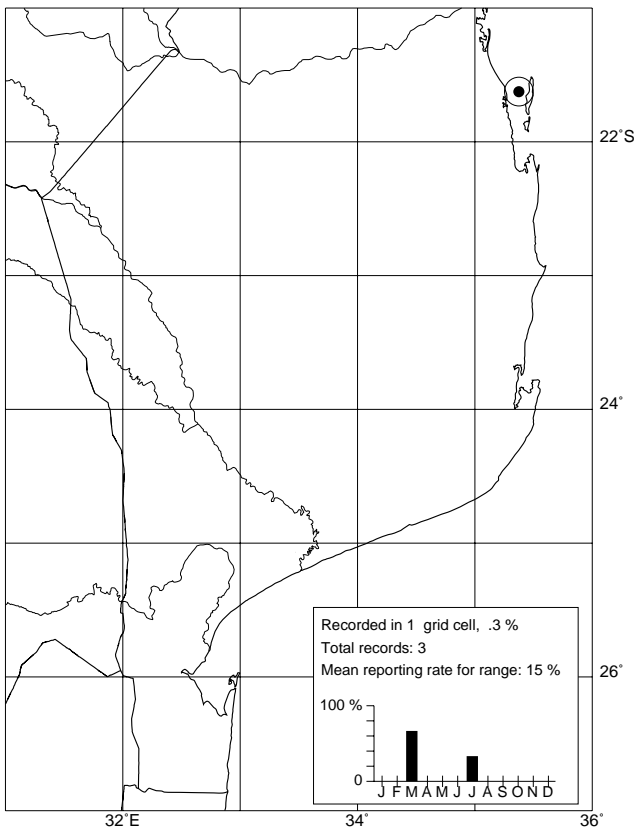 22°S
24°
Recorded in 1 grid cell, .3 %
Total records: 3
Mean reporting rate for range: 15 %
26°
100 %
0
J F M A M J J A S O N D
32°E 34° 36°